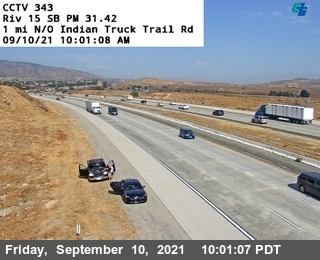 CCTV 343
Riv 15 SB PM 31.42
1 mi N/O Indian Truck Trail Rd
09/10/21 10:01:08 AM
Friday, September 10, 2021 10:01:07 PDT